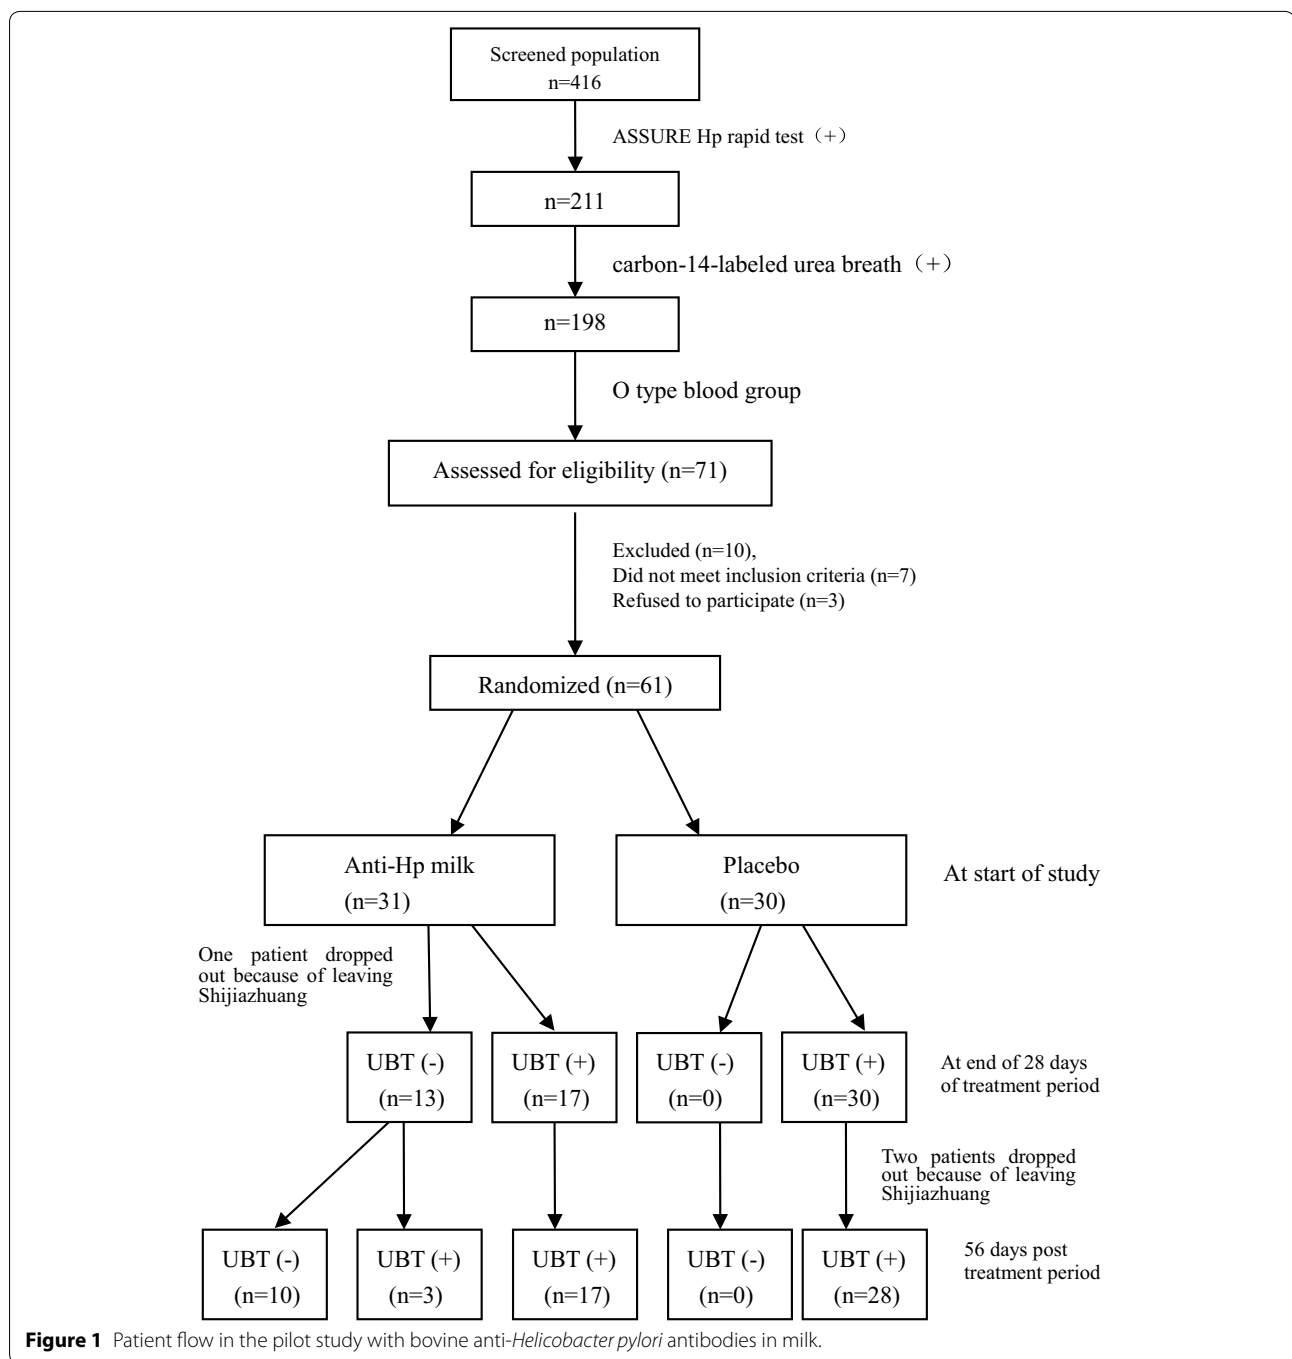 Screened population
n=416
ASSURE Hp rapid test （+）
n=211
carbon-14-labeled urea breath（+）
n=198
O type blood group
Assessed for eligibility (n=71)
Excluded (n=10),
Did not meet inclusion criteria (n=7)
Refused to participate (n=3)
Randomized (n=61)
Anti-Hp milk
(n=31)
Placebo
(n=30)
At start of study
One patient dropped
out because of leaving
Shijiazhuang
UBT (-)
(n=13)
UBT (+)
(n=17)
UBT (-)
(n=0)
UBT (+)
(n=30)
At end of 28 days
of treatment period
Two patients dropped
out because of leaving
Shijiazhuang
UBT (-)
(n=10)
UBT (+)
(n=3)
UBT (+)
(n=17)
UBT (-)
(n=0)
UBT (+)
(n=28)
56 days post
treatment period
Figure 1 Patient flow in the pilot study with bovine anti-Helicobacter pylori antibodies in milk.